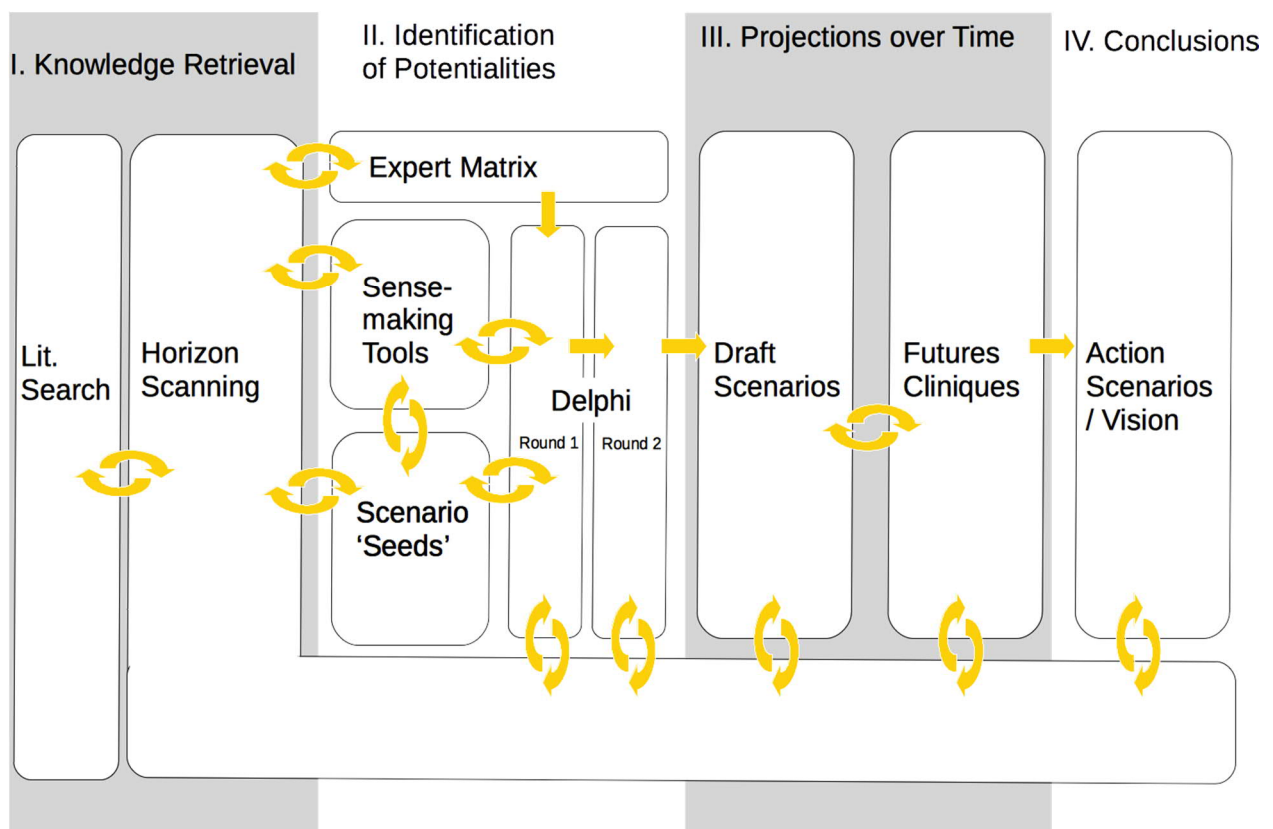 I. Knowledge Retrieval
II. Identification
of Potentialities
III. Projections over Time
IV. Conclusions
Lit.
Search
Horizon
Scanning
Expert Matrix
Sense-
making
Tools
Scenario
‘Seeds’
Delphi
Round 1
Round 2
Draft
Scenarios
Futures
Cliniques
Action
Scenarios
/ Vision